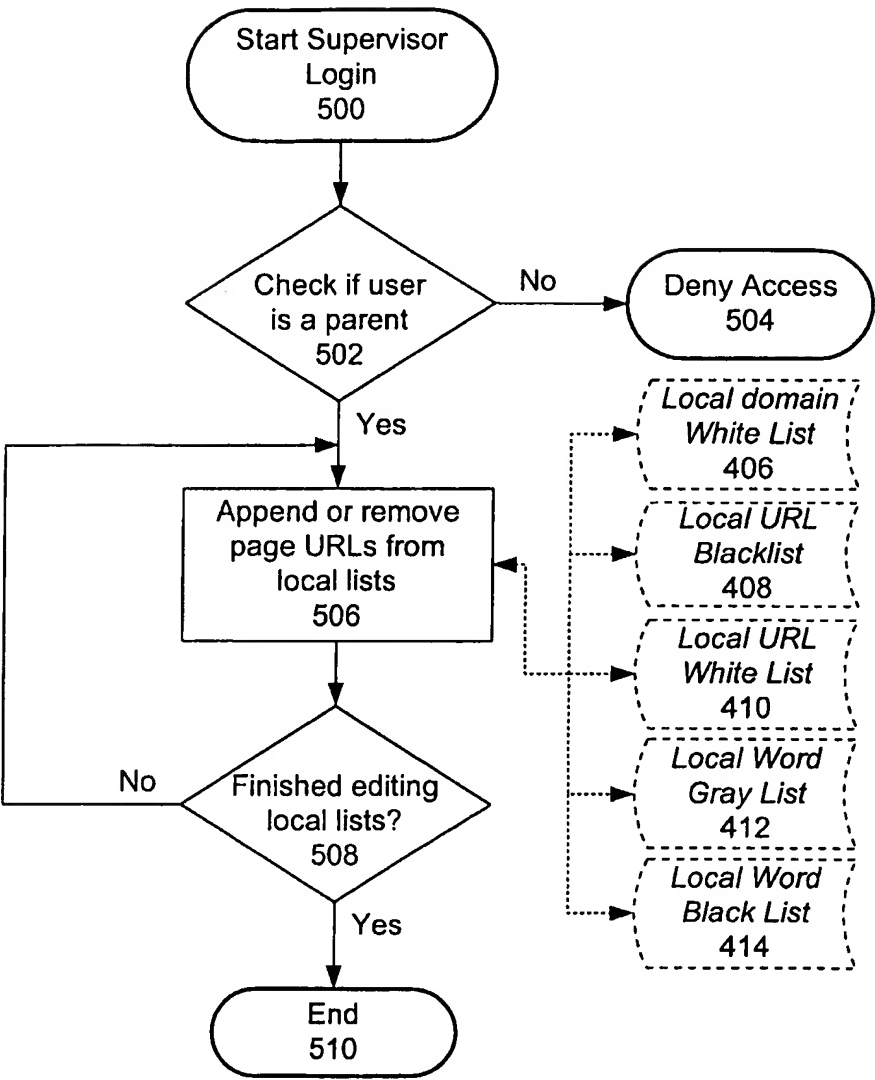 Start Supervisor
Login
500
Check if user
is a parent
502
No
Deny Access
504
Yes
Local domain
White List
406
Append or remove
page URLs from
local lists
506
Local URL
Blacklist
408
Local URL
White List
410
Local Word
Gray List
412
No
Finished editing
local lists?
508
Local Word
Black List
414
Yes
End
510